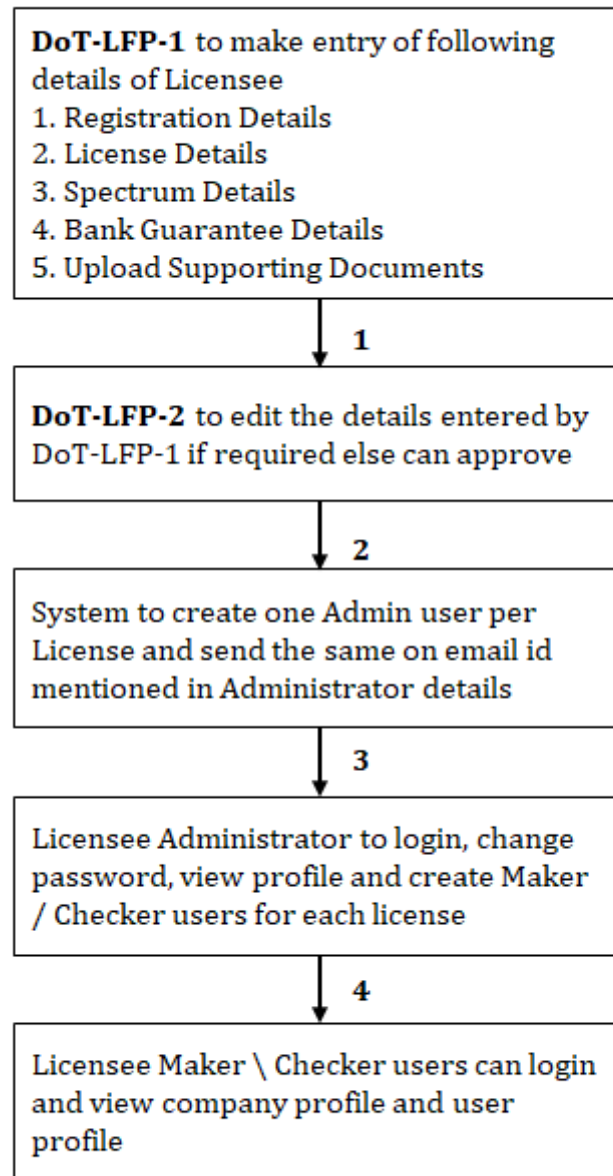 DoT-LFP-1 to make entry of following
details of Licensee
1. Registration Details
2. License Details
3. Spectrum Details
4. Bank Guarantee Details
5. Upload Supporting Documents
1
DoT-LFP-2 to edit the details entered by
DoT-LFP-1 if required else can approve
2
System to create one Admin user per
License and send the same on email id
mentioned in Administrator details
3
Licensee Administrator to login, change
password, view profile and create Maker
/ Checker users for each license
4
Licensee Maker \ Checker users can login
and view company profile and user
profile